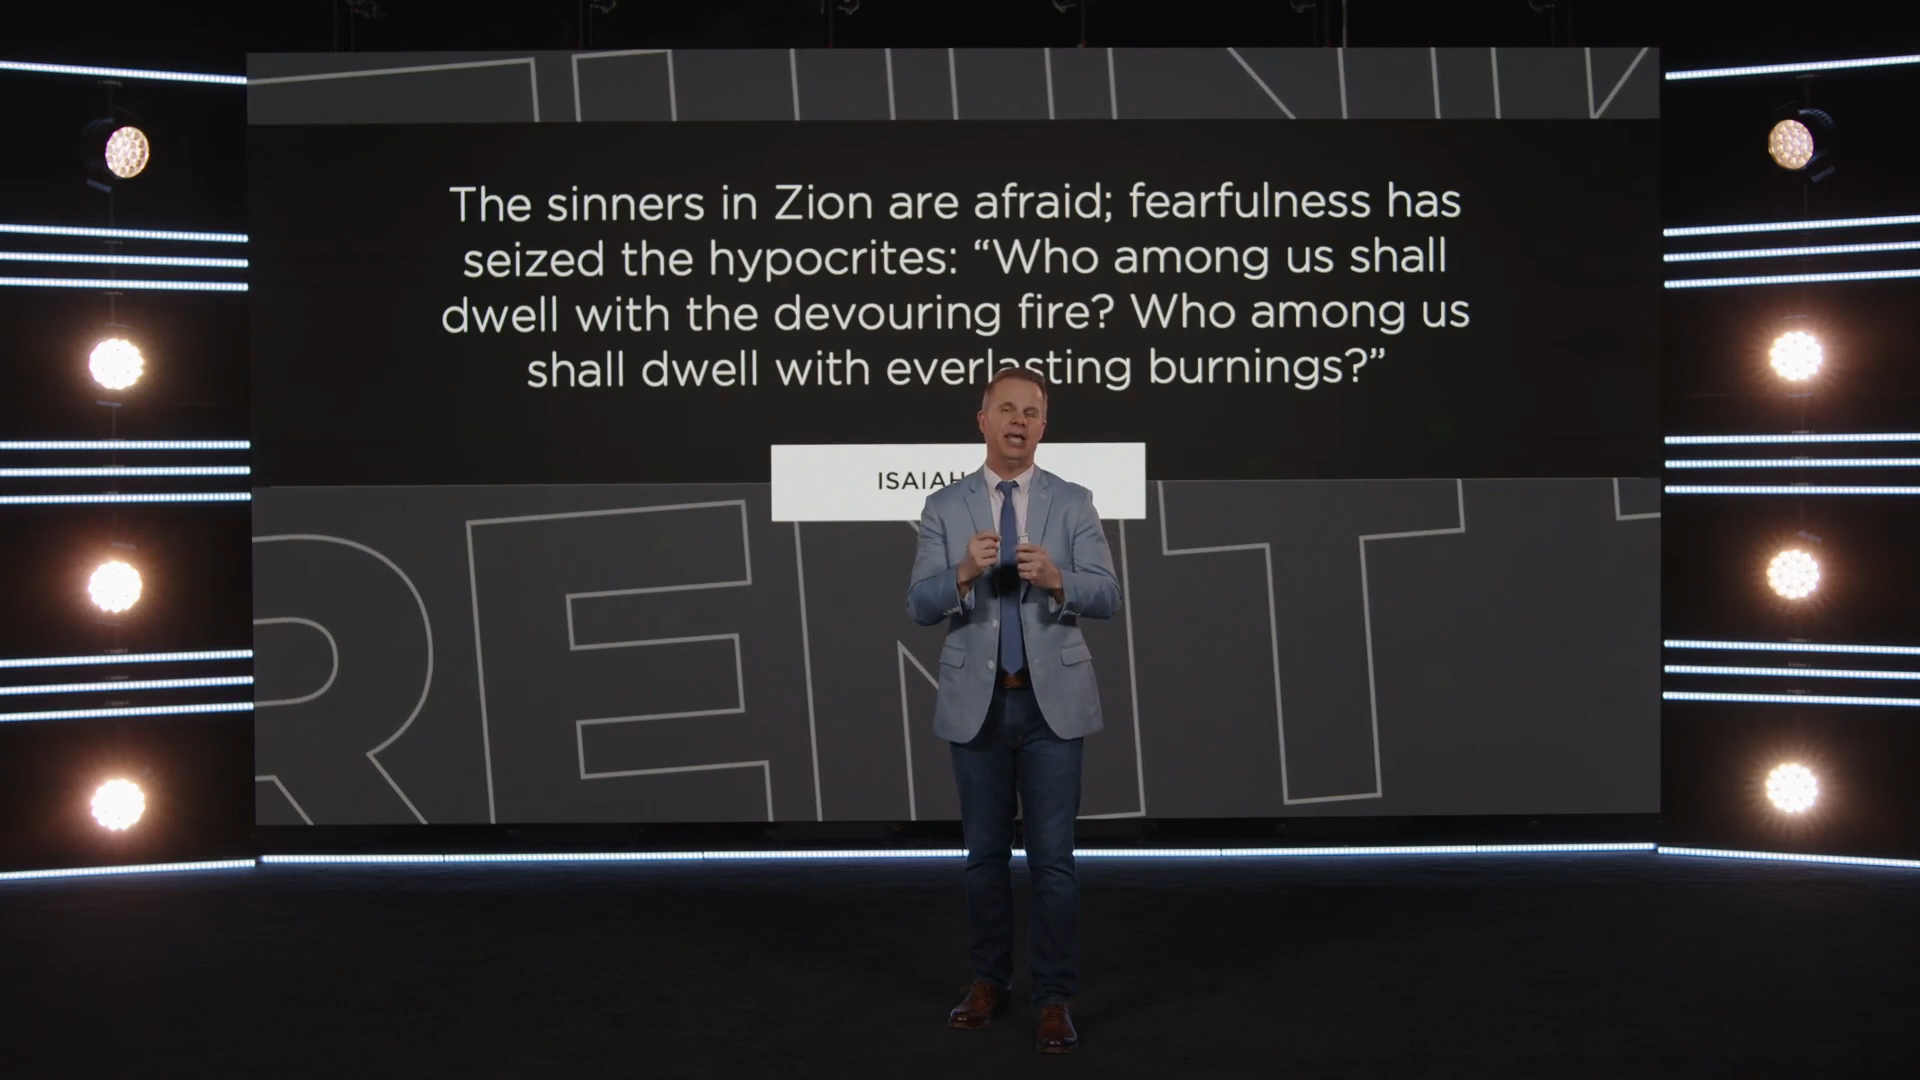 The sinners in Zion are afraid; fearfulness has
seized the hypocrites: “Who among us shall
dwell with the devouring fire? Who among us
shall dwell with everlasting burnings?”
ISAIAH
RENT T